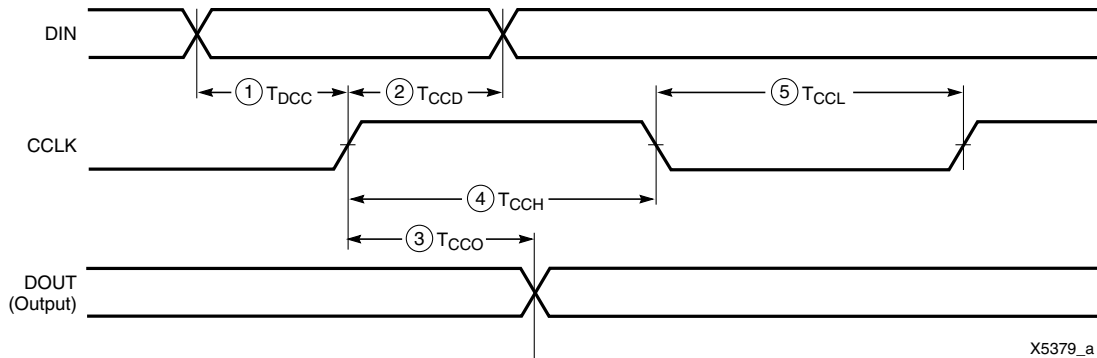 DIN
① TDCC
② TCCD
⑤ TCCL
CCLK
④ TCCH
③ TCCO
DOUT
(Output)
X5379_a